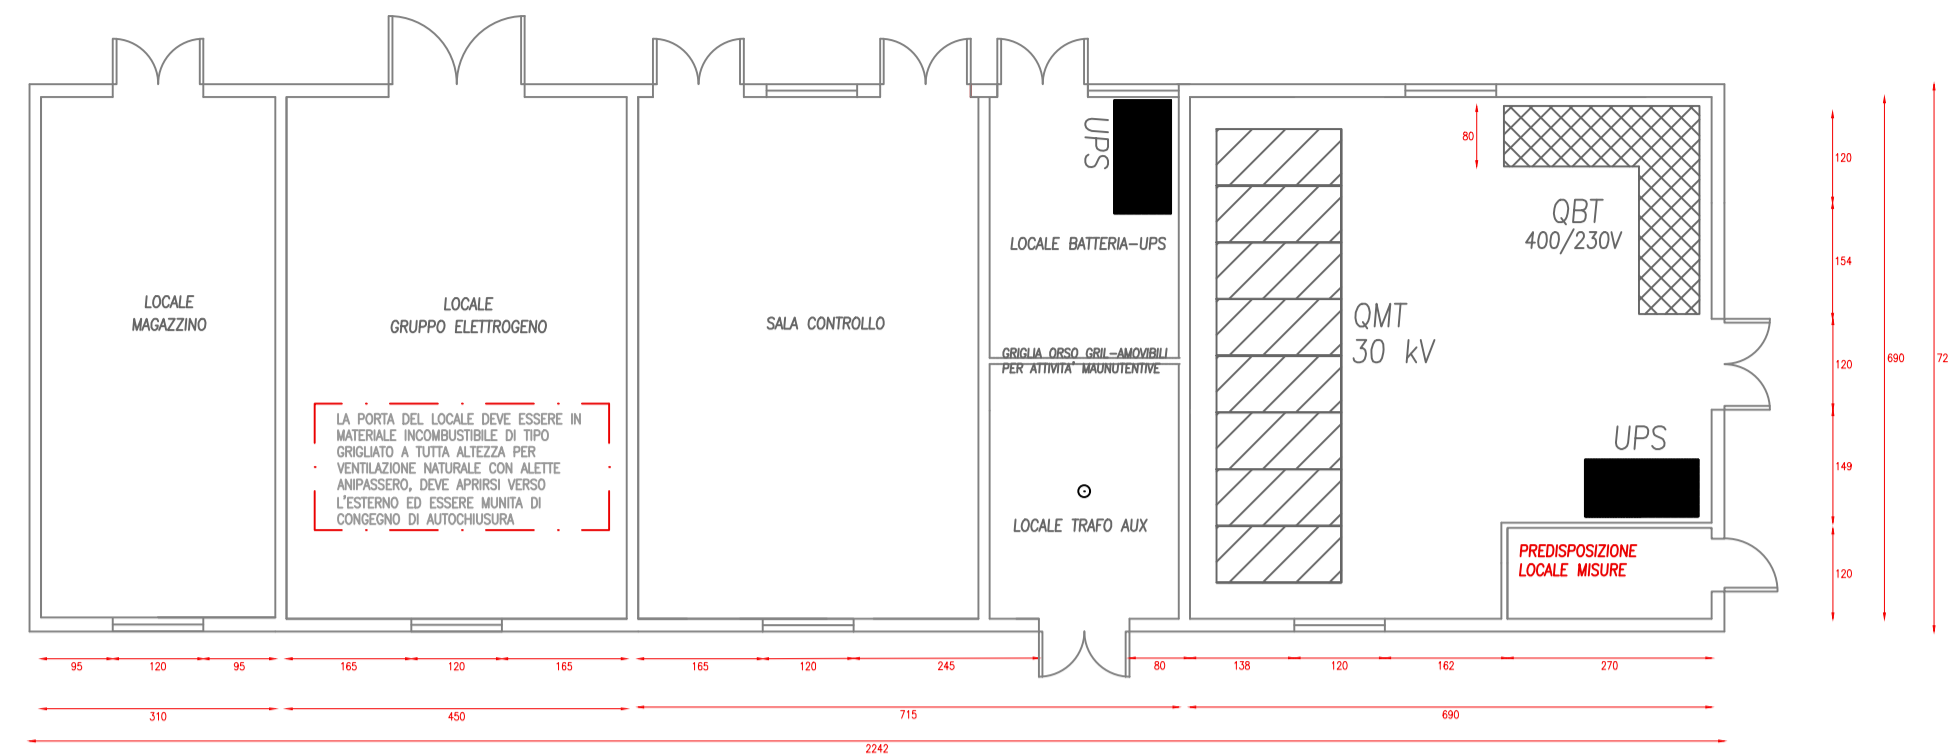 UPS
80
120
QBT
400/230V
LOCALE BATTERIA-UPS
154
LOCALE
MAGAZZINO
LOCALE
GRUPPO ELETTROGENO
SALA CONTROLLO
QMT
30 kV
GRIGLIA ORSO GRIL-AMOVIBILI
PER ATTIVITA' MAUNUTENTIVE
120
690
72
LA PORTA DEL LOCALE DEVE ESSERE IN
MATERIALE INCOMBUSTIBILE DI TIPO
GRIGLIATO A TUTTA ALTEZZA PER
VENTILAZIONE NATURALE CON ALETTE
ANIPASSERO, DEVE APRIRSI VERSO
L'ESTERNO ED ESSERE MUNITA DI
CONGEGNO DI AUTOCHIUSURA
UPS
149
LOCALE TRAFO AUX
PREDISPOSIZIONE
LOCALE MISURE
120
95 120 95 165 120 165 165 120 245 80 138 120 162 270
310 450 715 690
2242